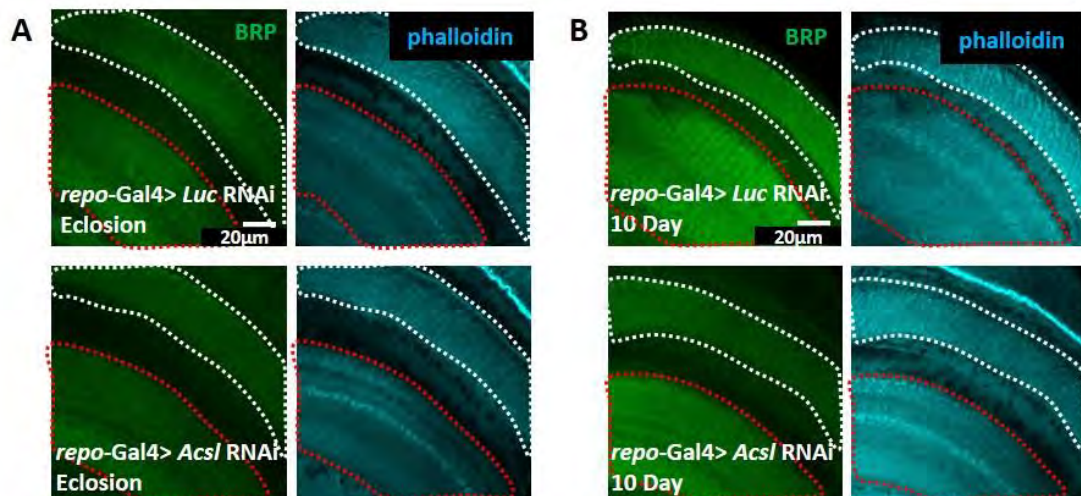 A
BRP
phalloidin
repo-Gal4> Luc RNAi
Eclosion
20µm
B
BRP
phalloidin
repo-Gal4> Luc RNAi
10 Day
20µm
repo-Gal4> Acsl RNAi
Eclosion
repo-Gal4> Acsl RNAi
10 Day